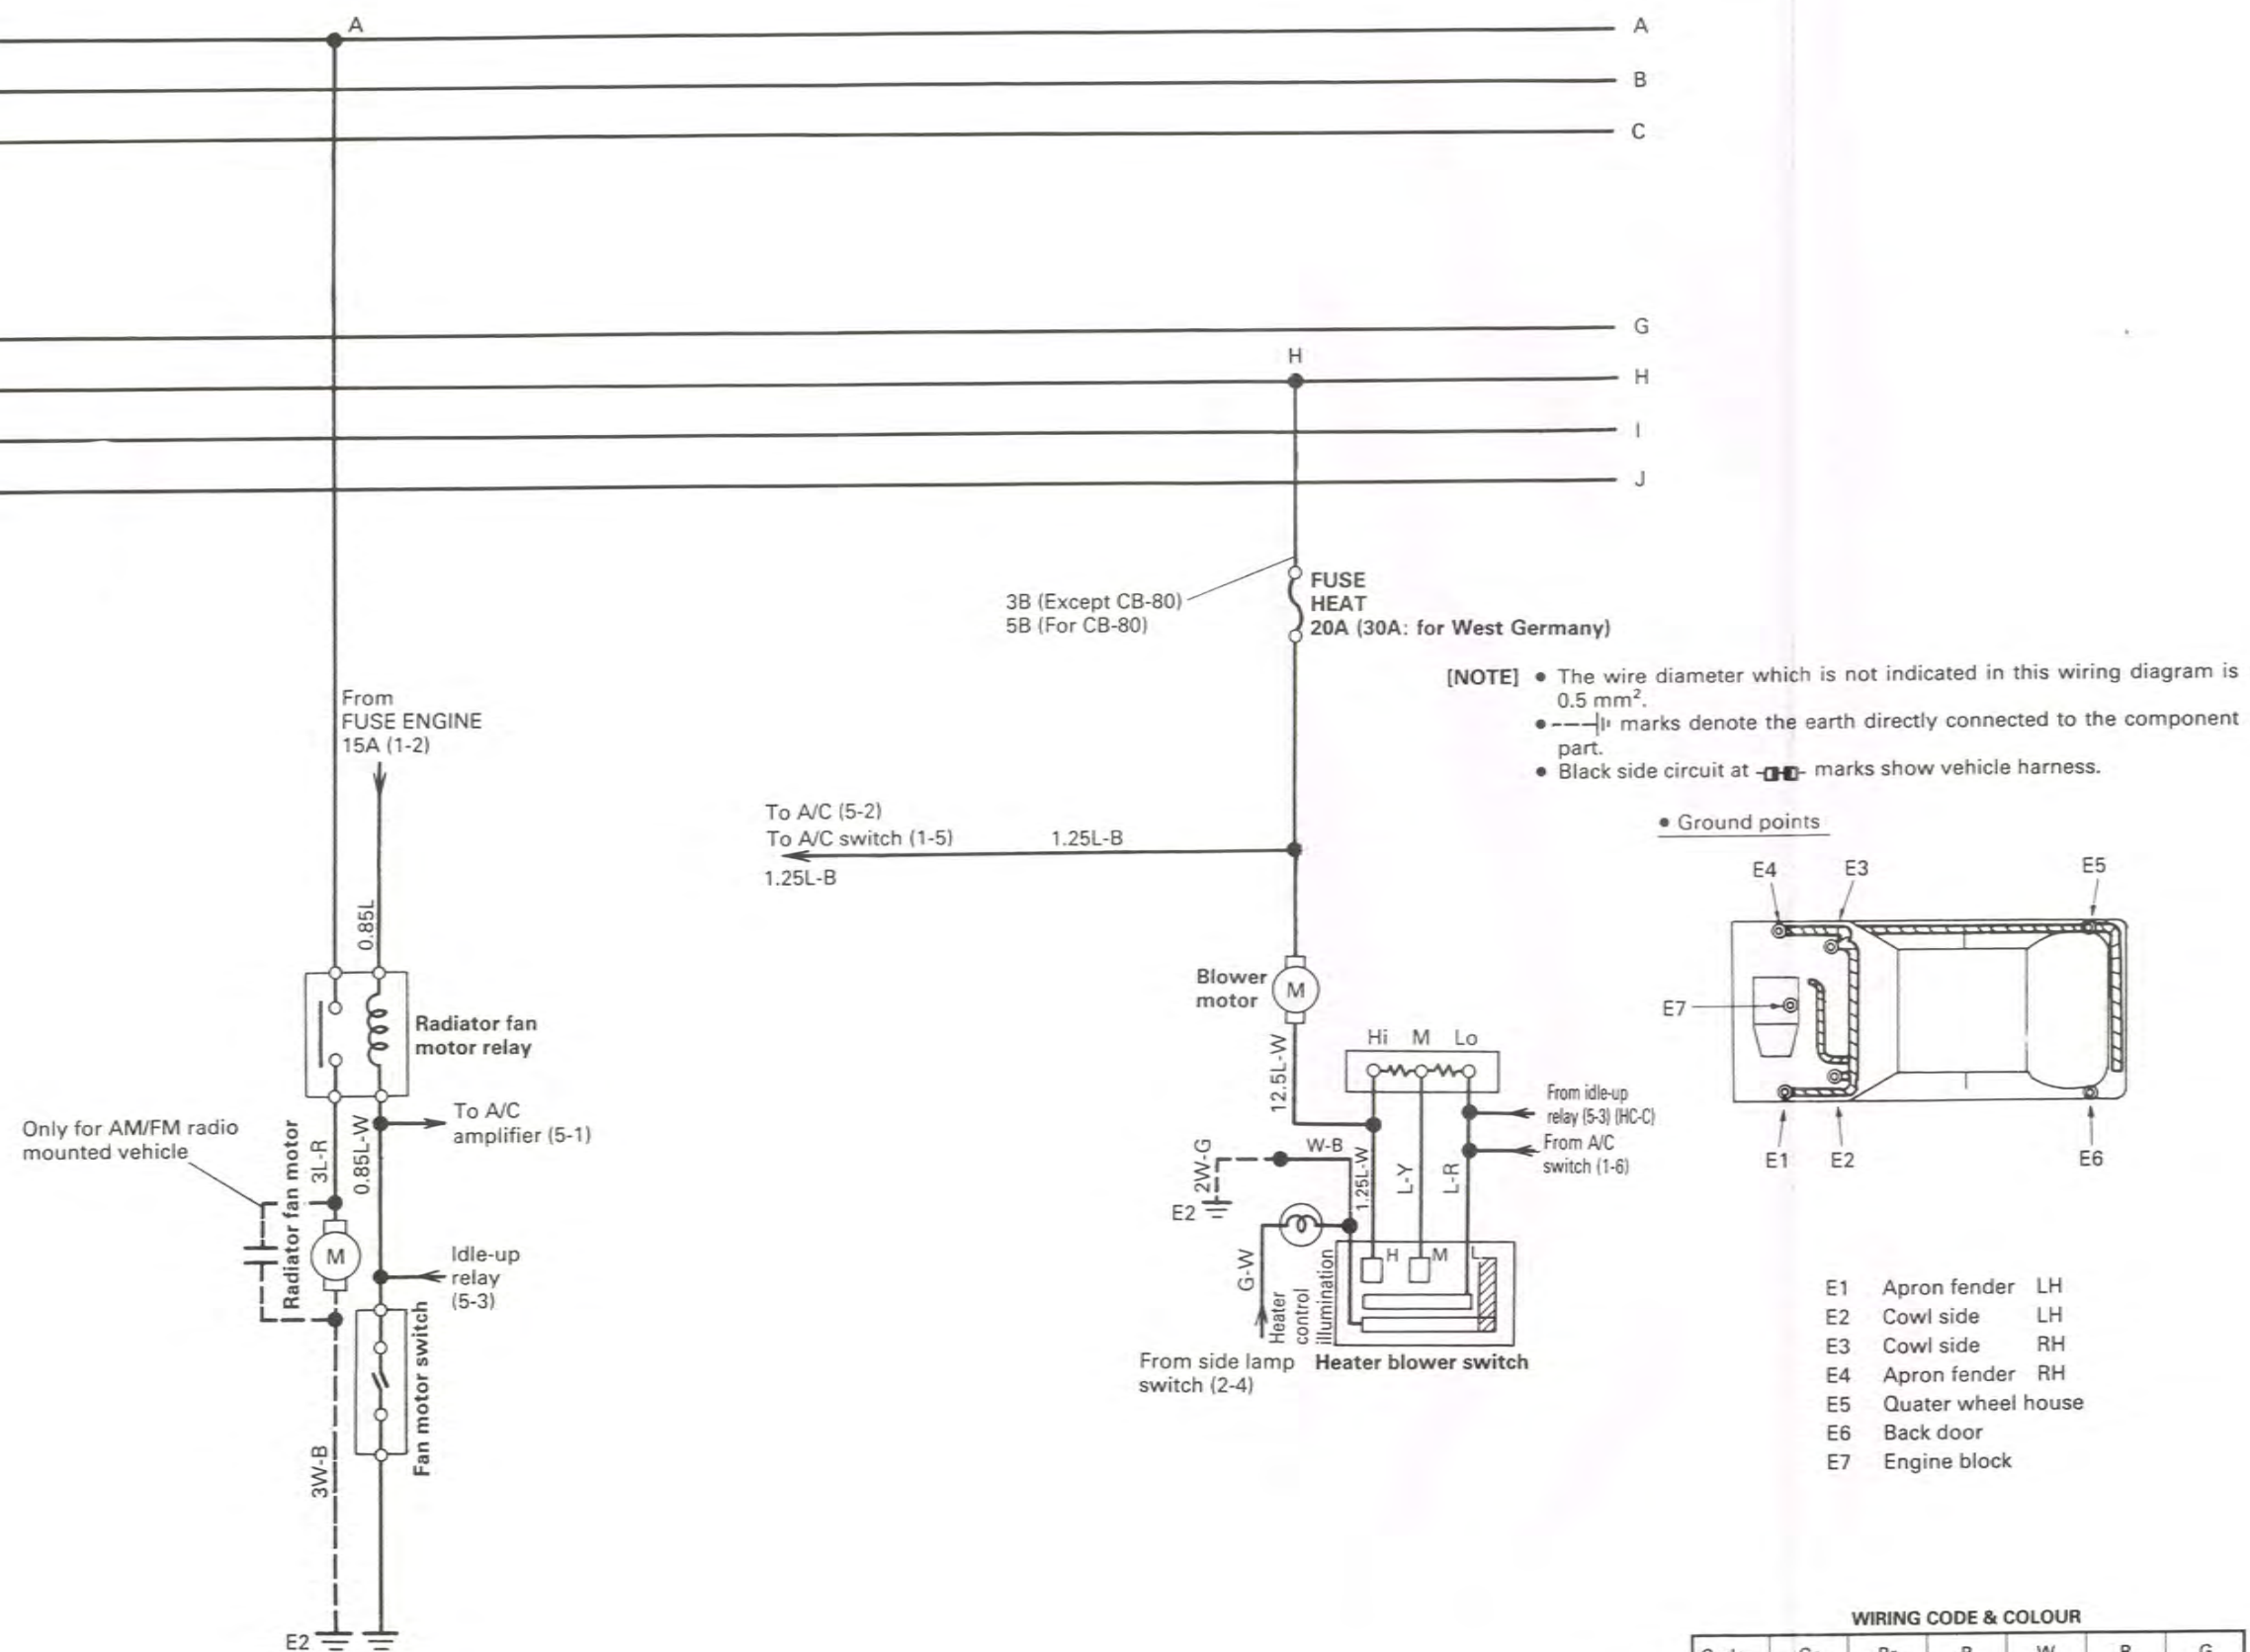 A
A
B
C
G
H
H
I
J
3B (Except CB-80)
5B (For CB-80)
FUSE
HEAT
20A (30A: for West Germany)
[NOTE] ● The wire diameter which is not indicated in this wiring diagram is
0.5 mm².
● marks denote the earth directly connected to the component
part.
● Black side circuit at marks show vehicle harness.
From
FUSE ENGINE
15A (1-2)
0.85L
To A/C (5-2)
To A/C switch (1-5) 1.25L-B
1.25L-B
● Ground points
E4 E3 E5
E7
E1 E2 E6
Radiator fan
motor relay
Only for AM/FM radio
mounted vehicle
To A/C
amplifier (5-1)
3L-R
0.85L-W
Radiator fan motor
M
Idle-up
relay
(5-3)
Fan motor switch
3W-B
E2
Blower
motor
M
12.5L-W
Hi M Lo
From idle-up
relay (5-3) (HC-C)
From A/C
switch (1-6)
W-B
2W-G
E2
1.25L-W
L-Y
L-R
G-W
H M L
Heater
control
illumination
From side lamp
switch (2-4)
Heater blower switch
E1 Apron fender LH
E2 Cowl side LH
E3 Cowl side RH
E4 Apron fender RH
E5 Quater wheel house
E6 Back door
E7 Engine block
WIRING CODE & COLOUR